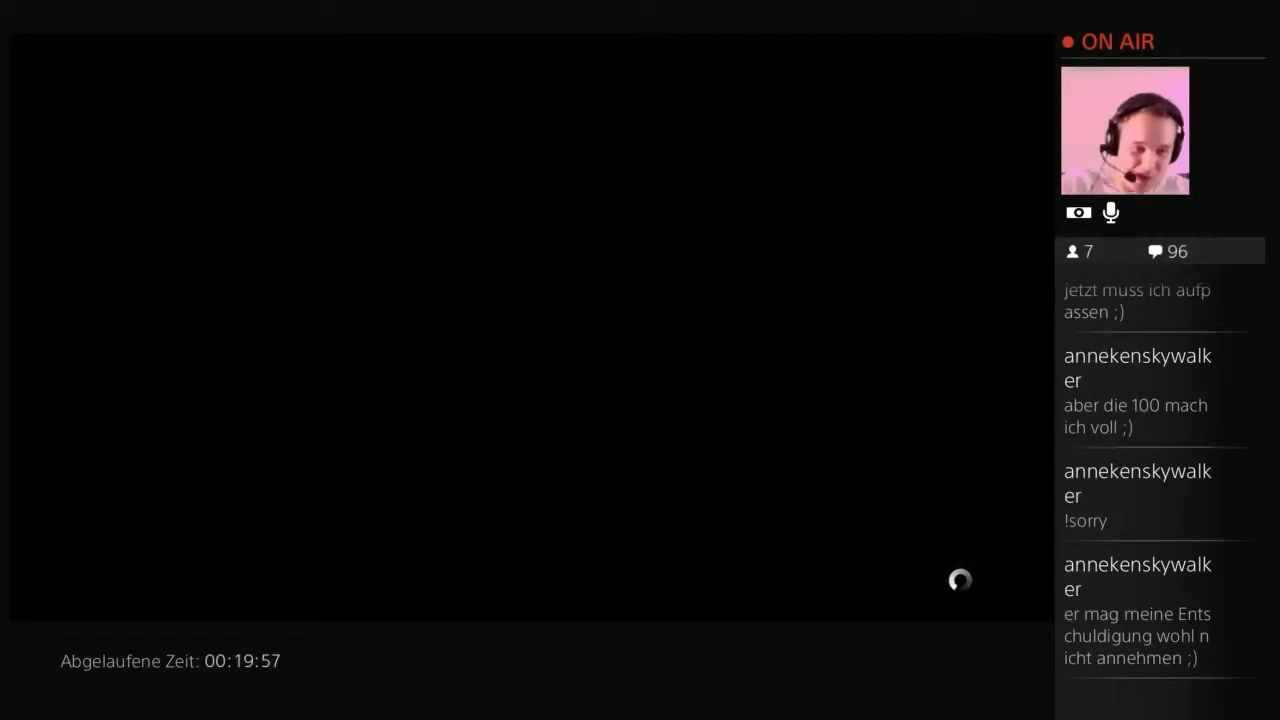 ON AIR
7 96
jetzt muss ich aufp
assen ;)
annekenskywalk
er
aber die 100 mach
ich voll ;)
annekenskywalk
er
!sorry
annekenskywalk
er
er mag meine Ents
chuldigung wohl n
icht annehmen ;)
Abgelaufene Zeit: 00:19:57